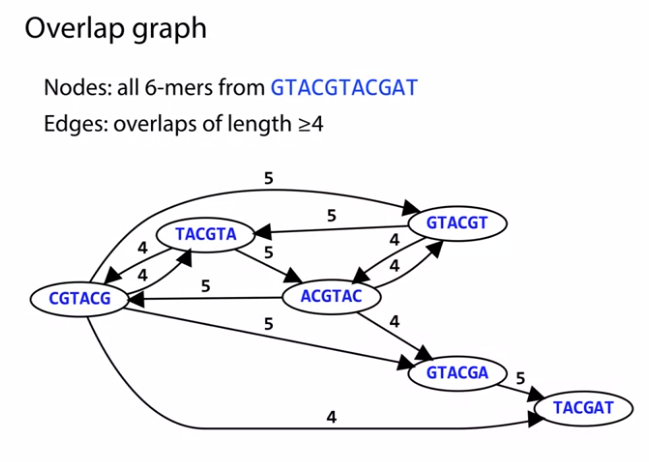 Overlap graph
Nodes: all 6-mers from GTACGTACGAT
Edges: overlaps of length ≥4
5
5
GTACGT
TACGTA
4
5
4
4
4
CGTACG
5
ACGTAC
5
4
GTACGA
5
TACGAT
4